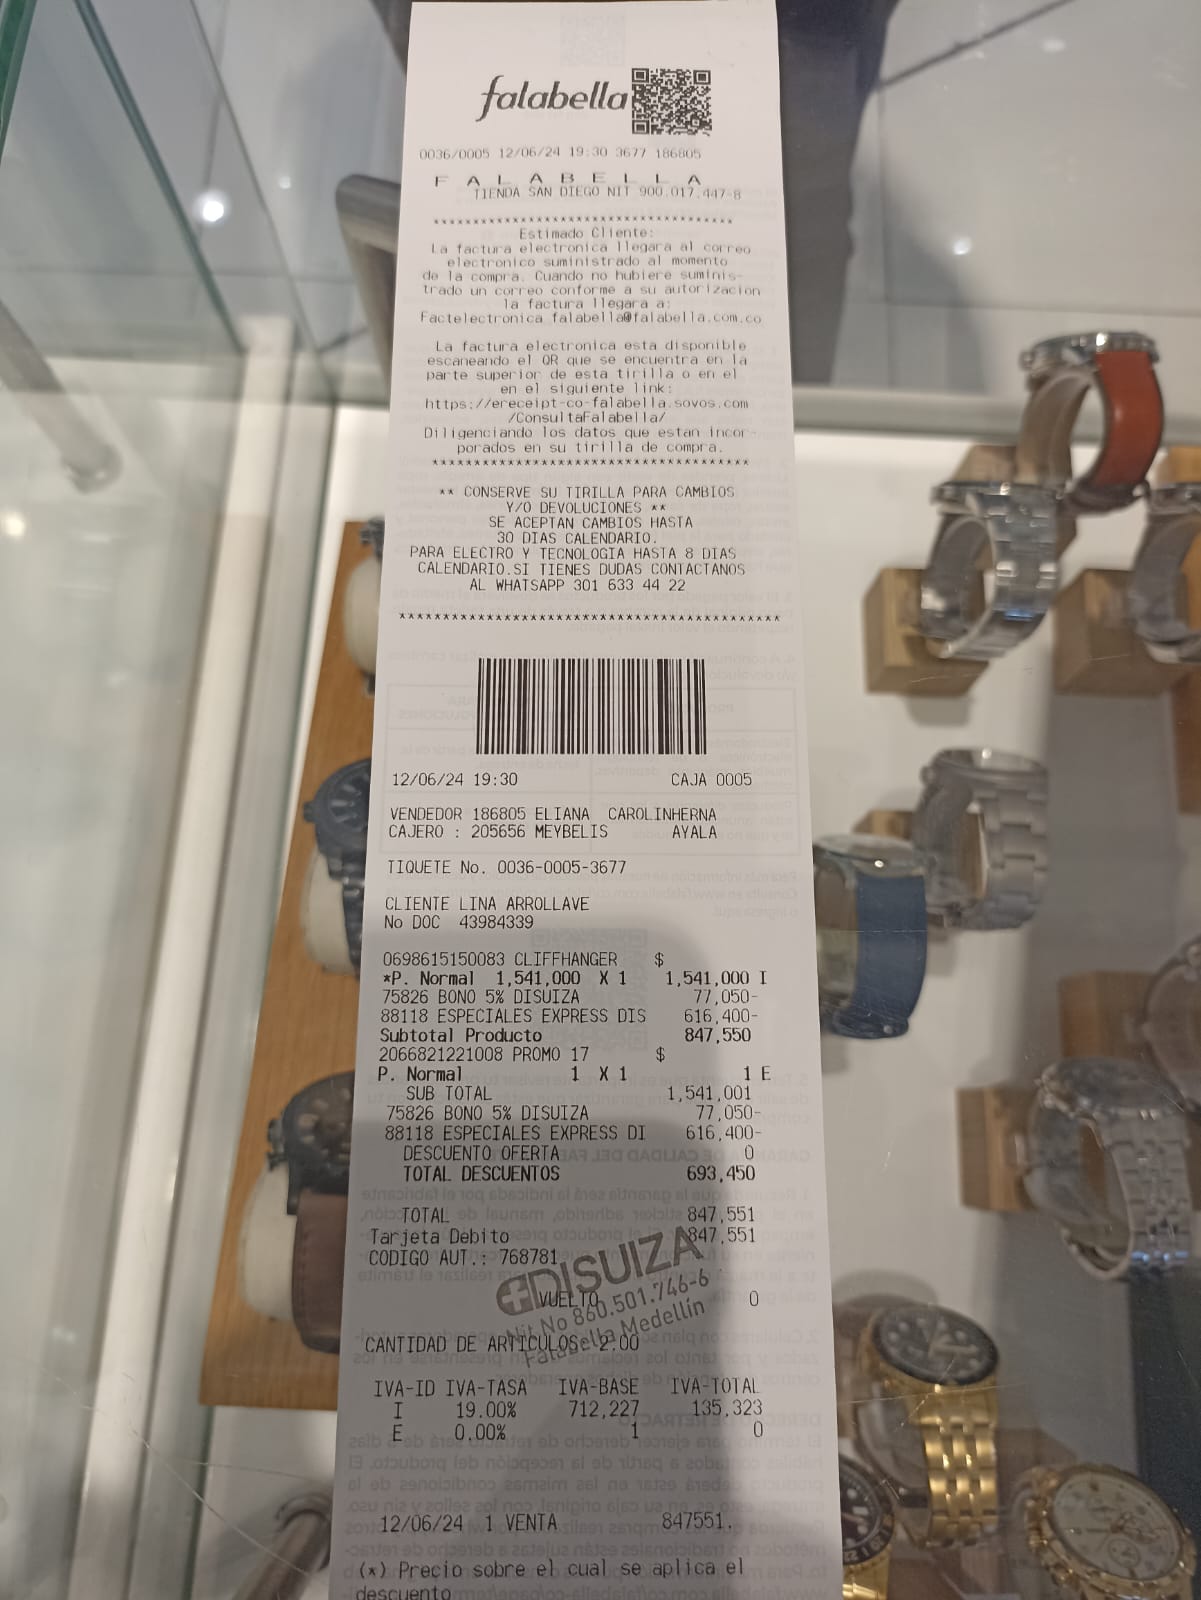 falabella
0036/0005 12/06/24 19:30 3677 186805
F A L A B E L L A
TIENDA SAN DIEGO NIT 900.017.447-8
************************************
Estimado Cliente:
La factura electronica llegara al correo
electronico suministrado al momento
de la compra. Cuando no hubiere suminis-
trado un correo conforme a su autorizacion
la factura llegara a:
Factelectronica_falabella@falabella.com.co
La factura electronica esta disponible
escaneando el QR que se encuentra en la
parte superior de esta tirilla o en el
en el siguiente link:
https://ereceipt-co-falabella.sovos.com
/ConsultaFalabella/
Diligenciando los datos que estan incor-
porados en su tirilla de compra.
************************************
** CONSERVE SU TIRILLA PARA CAMBIOS
Y/O DEVOLUCIONES **
SE ACEPTAN CAMBIOS HASTA
30 DIAS CALENDARIO.
PARA ELECTRO Y TECNOLOGIA HASTA 8 DIAS
CALENDARIO.SI TIENES DUDAS CONTACTANOS
AL WHATSAPP 301 633 44 22
******************************************
12/06/24 19:30 CAJA 0005
VENDEDOR 186805 ELIANA CAROLINHERNA
CAJERO : 205656 MEYBELIS AYALA
TIQUETE No. 0036-0005-3677
CLIENTE LINA ARROLLAVE
No DOC 43984339
0698615150083 CLIFFHANGER $
*P. Normal 1,541,000 X 1 1,541,000 I
75826 BONO 5% DISUIZA 77,050-
88118 ESPECIALES EXPRESS DIS 616,400-
Subtotal Producto 847,550
2066821221008 PROMO 17 $
P. Normal 1 X 1 1 E
SUB TOTAL 1,541,001
75826 BONO 5% DISUIZA 77,050-
88118 ESPECIALES EXPRESS DI 616,400-
DESCUENTO OFERTA 0
TOTAL DESCUENTOS 693,450
TOTAL 847,551
Tarjeta Debito 847,551
CODIGO AUT.: 768781
DISUIZA
VUELTO 0
Nit No 860.501.746-6
Falabella Medellín
CANTIDAD DE ARTICULOS: 2.00
IVA-ID IVA-TASA IVA-BASE IVA-TOTAL
I 19.00% 712,227 135,323
E 0.00% 1 0
12/06/24 1 VENTA 847551.
(*) Precio sobre el cual se aplica el
descuento